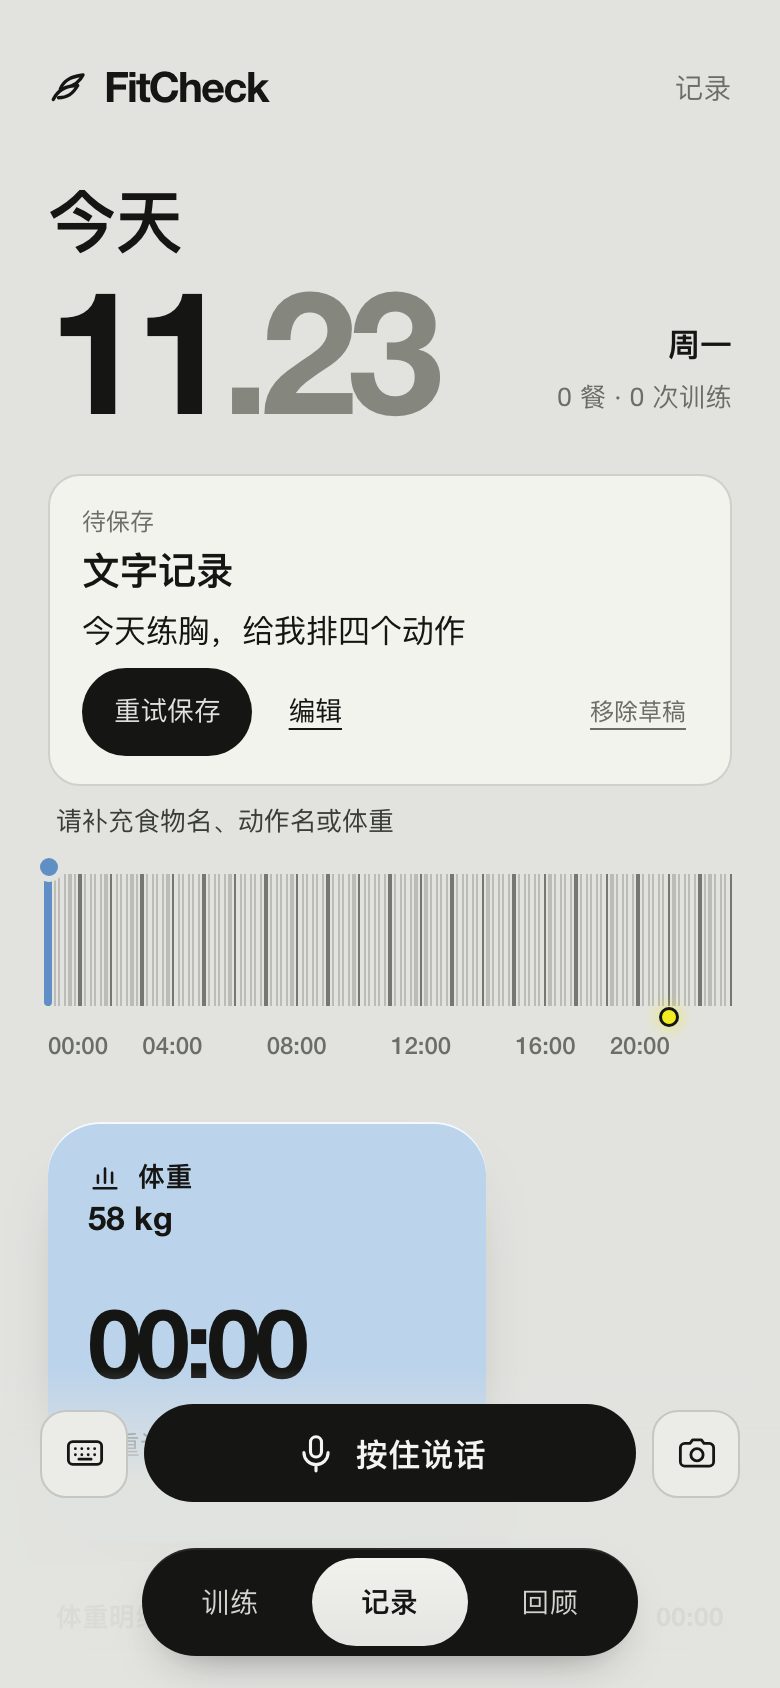 FitCheck
记录
今天
11.23
周一
0 餐 · 0 次训练
待保存
文字记录
今天练胸，给我排四个动作
重试保存
编辑
移除草稿
请补充食物名、动作名或体重
00:00 04:00 08:00 12:00 16:00 20:00
体重
58 kg
00:00
按住说话
训练
记录
回顾
体重明
00:00